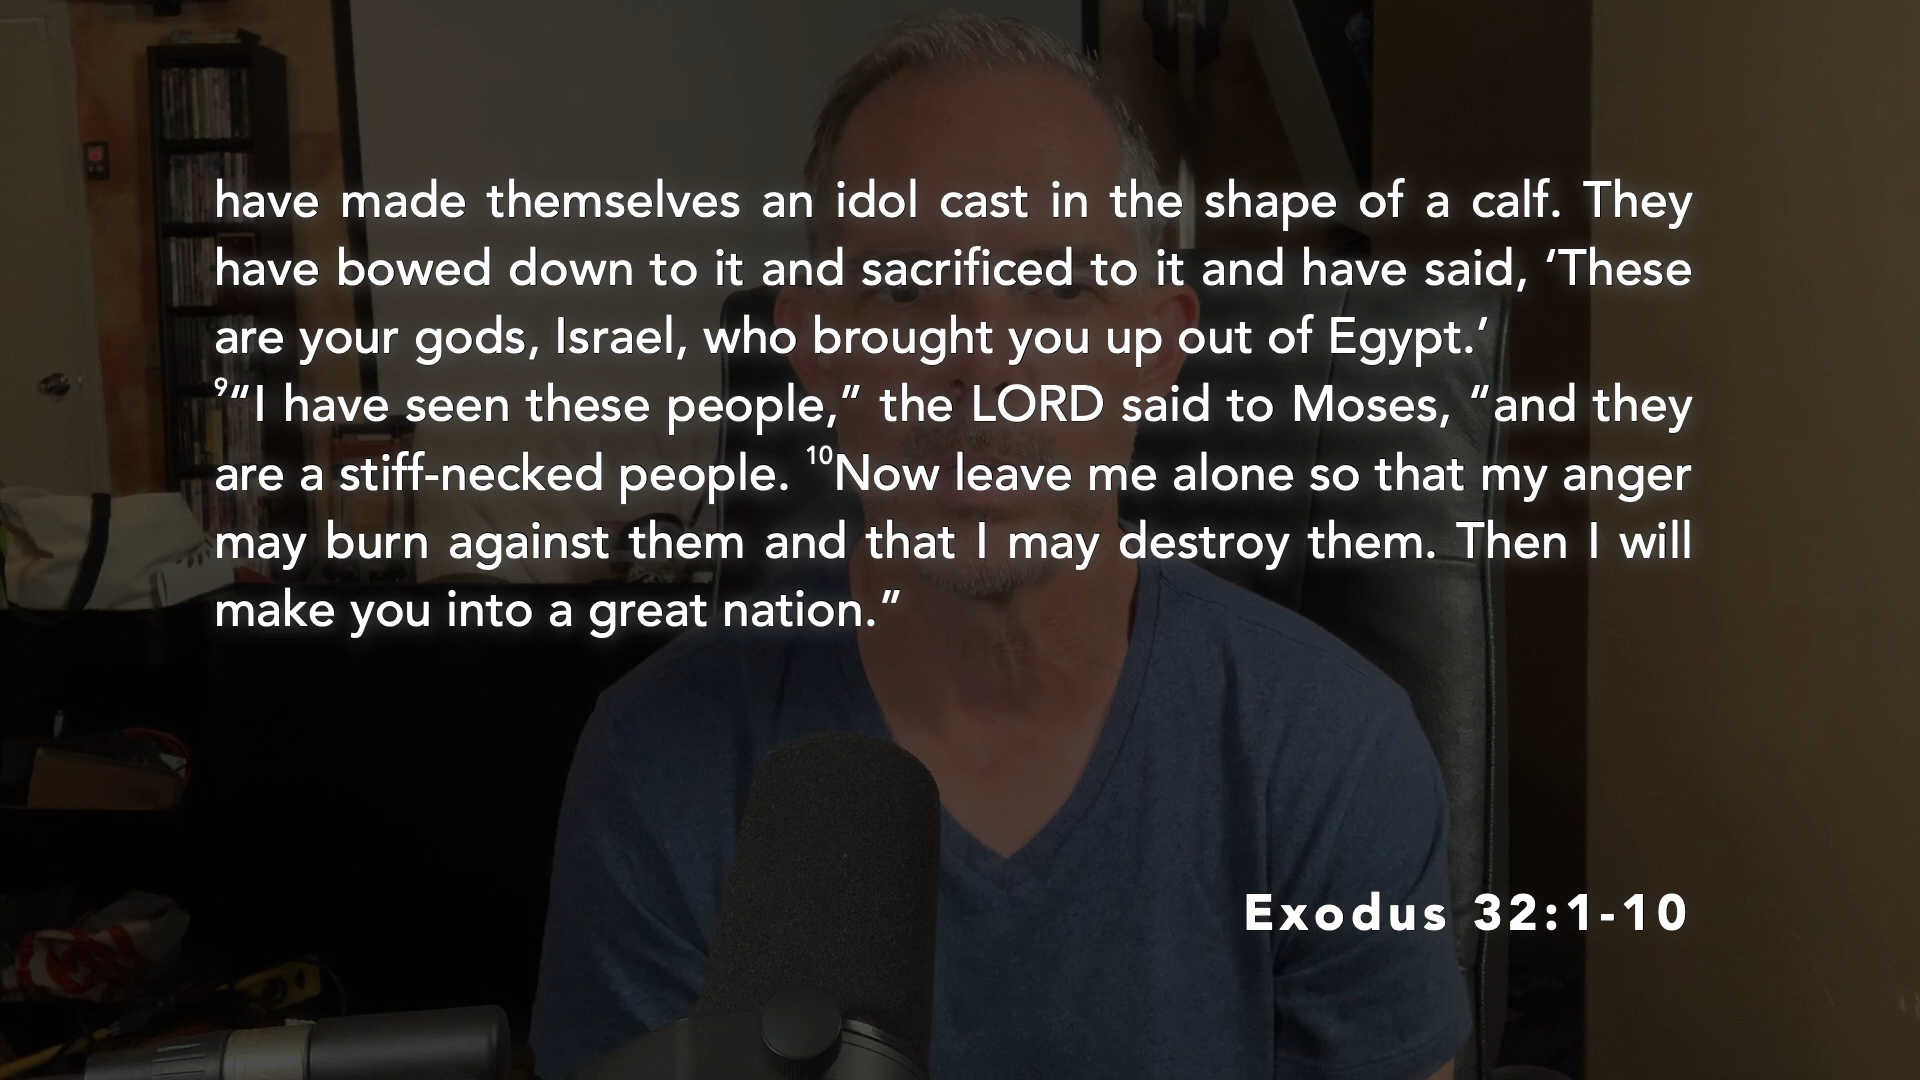 have made themselves an idol cast in the shape of a calf. They
have bowed down to it and sacrificed to it and have said, ‘These
are your gods, Israel, who brought you up out of Egypt.’
⁹“I have seen these people,” the LORD said to Moses, “and they
are a stiff-necked people. ¹⁰Now leave me alone so that my anger
may burn against them and that I may destroy them. Then I will
make you into a great nation.”
Exodus 32:1-10